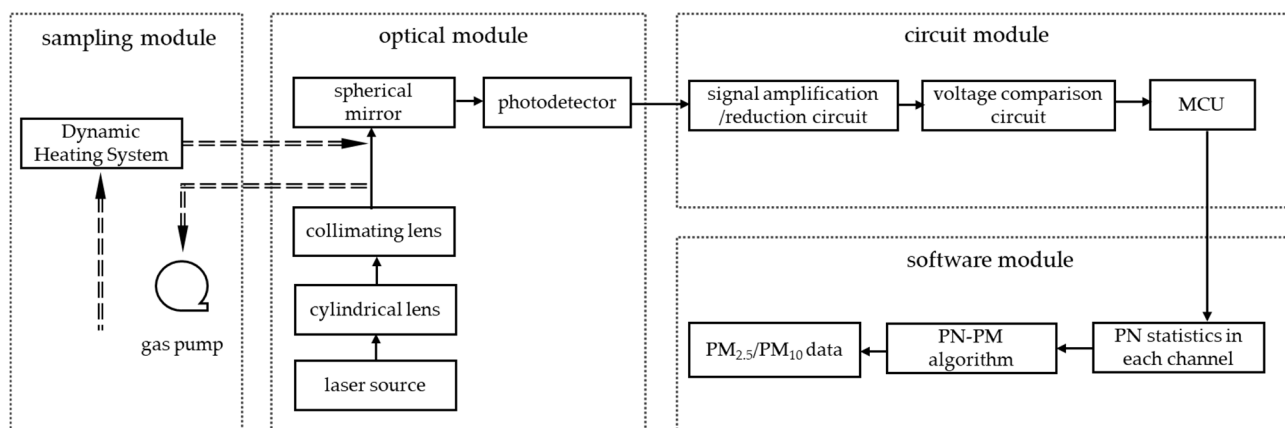 sampling module
Dynamic
Heating System
gas pump
optical module
spherical
mirror
photodetector
collimating lens
cylindrical lens
laser source
circuit module
signal amplification
/reduction circuit
voltage comparison
circuit
MCU
software module
PM₂.₅/PM₁₀ data
PN-PM
algorithm
PN statistics in
each channel